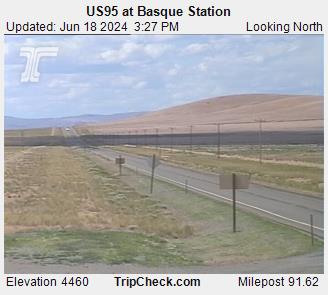 US95 at Basque Station
Updated: Jun 18 2024 3:27 PM Looking North
Elevation 4460 TripCheck.com Milepost 91.62